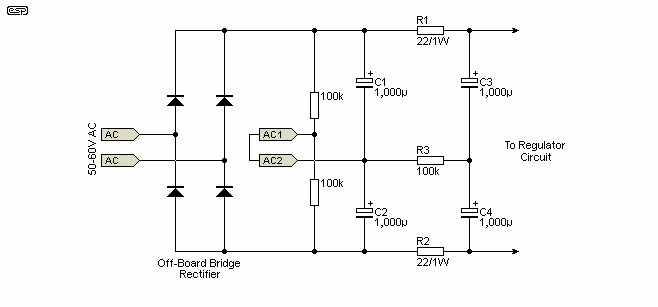 esp
R1
22/1W
C1
1,000µ
C3
1,000µ
100k
50-60V AC
AC
AC
AC1
AC2
R3
100k
To Regulator
Circuit
100k
C2
1,000µ
C4
1,000µ
R2
22/1W
Off-Board Bridge
Rectifier